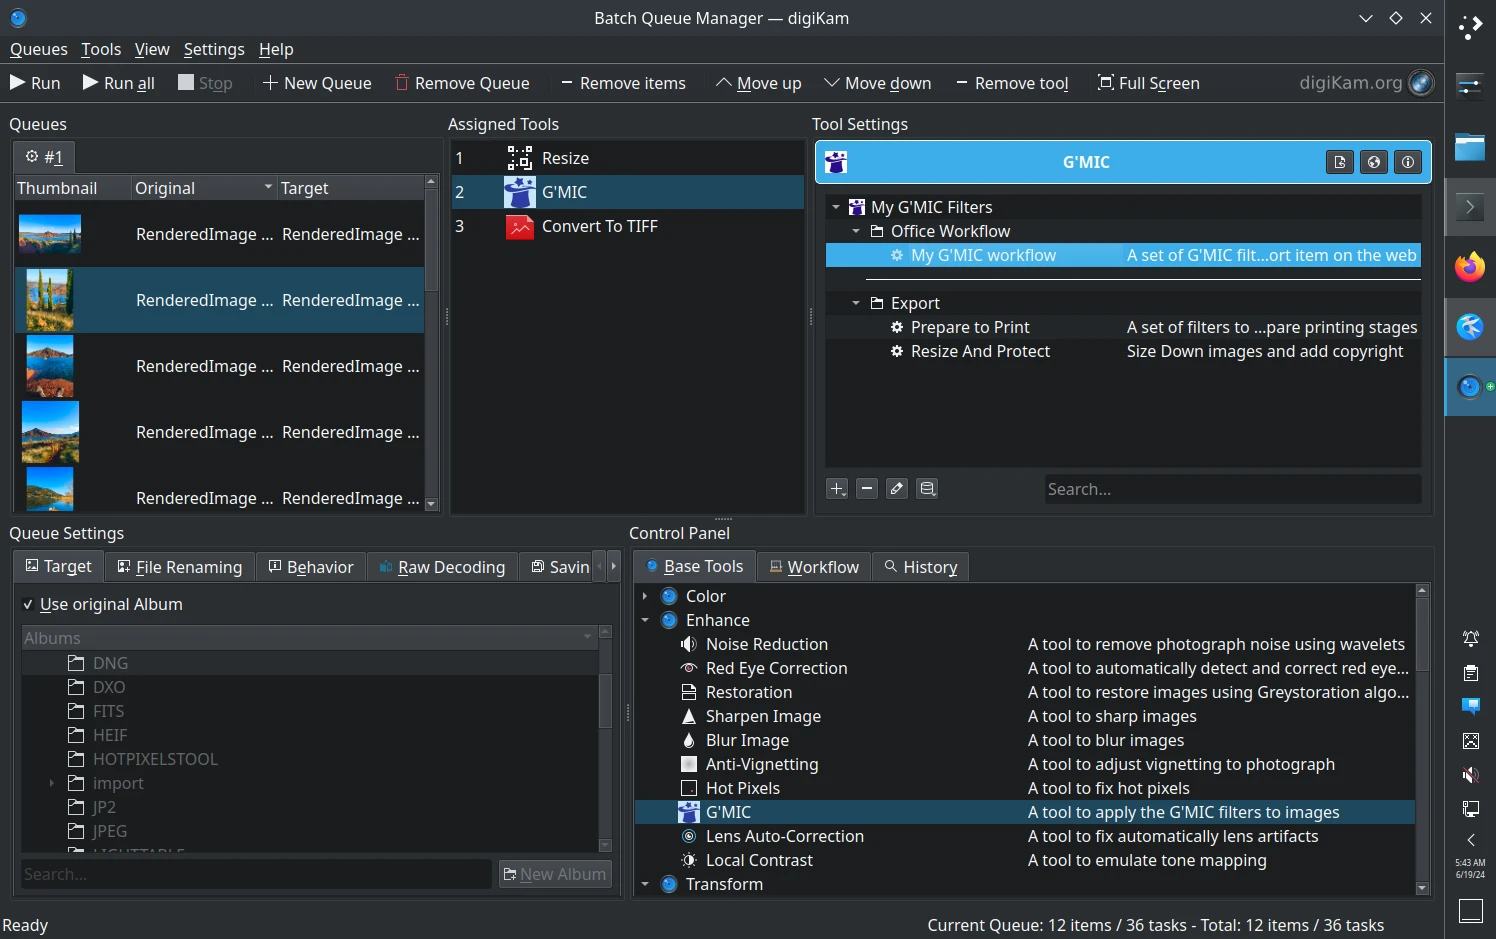 Batch Queue Manager — digiKam
Queues Tools View Settings Help
Run Run all Stop New Queue Remove Queue Remove items Move up Move down Remove tool Full Screen digiKam.org
Queues
#1
Thumbnail Original Target
RenderedImage ... RenderedImage ...
RenderedImage ... RenderedImage ...
RenderedImage ... RenderedImage ...
RenderedImage ... RenderedImage ...
RenderedImage ... RenderedImage ...
Assigned Tools
1 Resize
2 G'MIC
3 Convert To TIFF
Tool Settings
G'MIC
My G'MIC Filters
Office Workflow
My G'MIC workflow A set of G'MIC filt...ort item on the web
Export
Prepare to Print A set of filters to ...pare printing stages
Resize And Protect Size Down images and add copyright
Search...
Queue Settings
Target File Renaming Behavior Raw Decoding Savin
Use original Album
Albums
DNG
DXO
FITS
HEIF
HOTPIXELSTOOL
import
JP2
JPEG
LIGHTTABLE
Search... New Album
Control Panel
Base Tools Workflow History
Color
Enhance
Noise Reduction A tool to remove photograph noise using wavelets
Red Eye Correction A tool to automatically detect and correct red eye...
Restoration A tool to restore images using Greystoration algo...
Sharpen Image A tool to sharp images
Blur Image A tool to blur images
Anti-Vignetting A tool to adjust vignetting to photograph
Hot Pixels A tool to fix hot pixels
G'MIC A tool to apply the G'MIC filters to images
Lens Auto-Correction A tool to fix automatically lens artifacts
Local Contrast A tool to emulate tone mapping
Transform
Ready
Current Queue: 12 items / 36 tasks - Total: 12 items / 36 tasks
5:43 AM
6/19/24